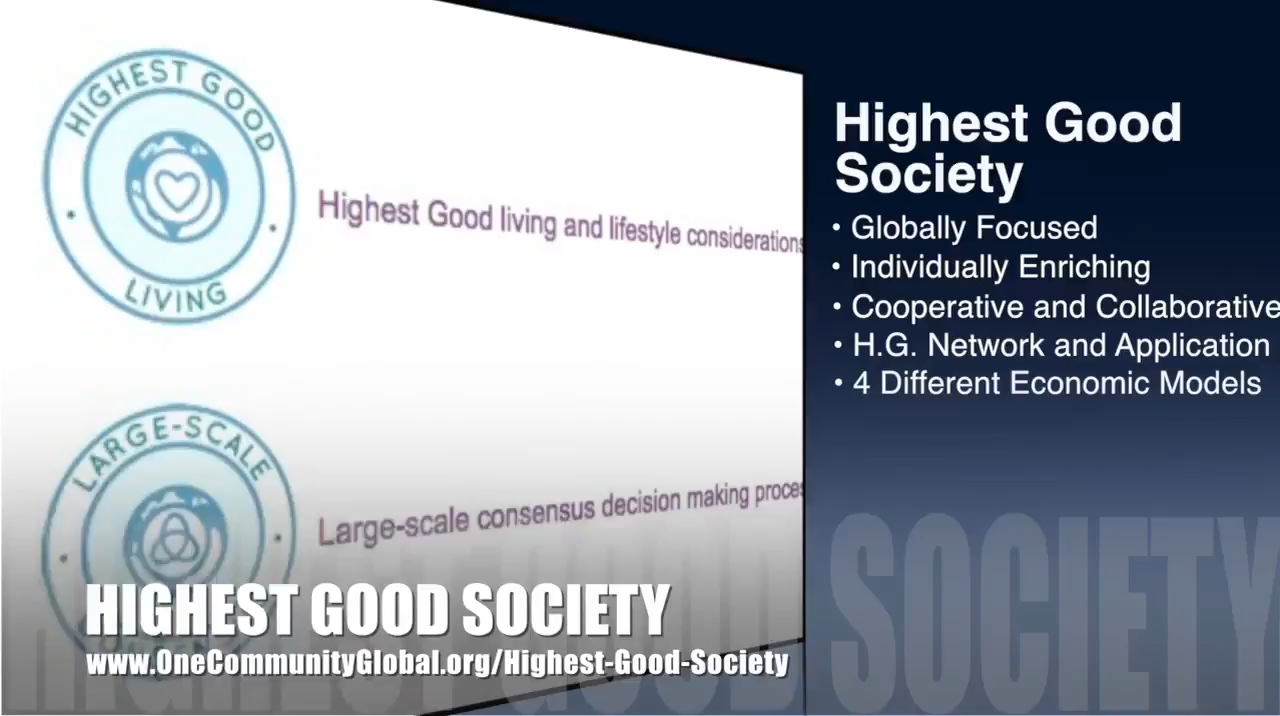 HIGHEST GOOD
LIVING
Highest Good living and lifestyle considerations
LARGE-SCALE
Large-scale consensus decision making
Highest Good
Society
• Globally Focused
• Individually Enriching
• Cooperative and Collaborative
• H.G. Network and Application
• 4 Different Economic Models
HIGHEST GOOD SOCIETY
HIGHEST GOOD SOCIETY
www.OneCommunityGlobal.org/Highest-Good-Society